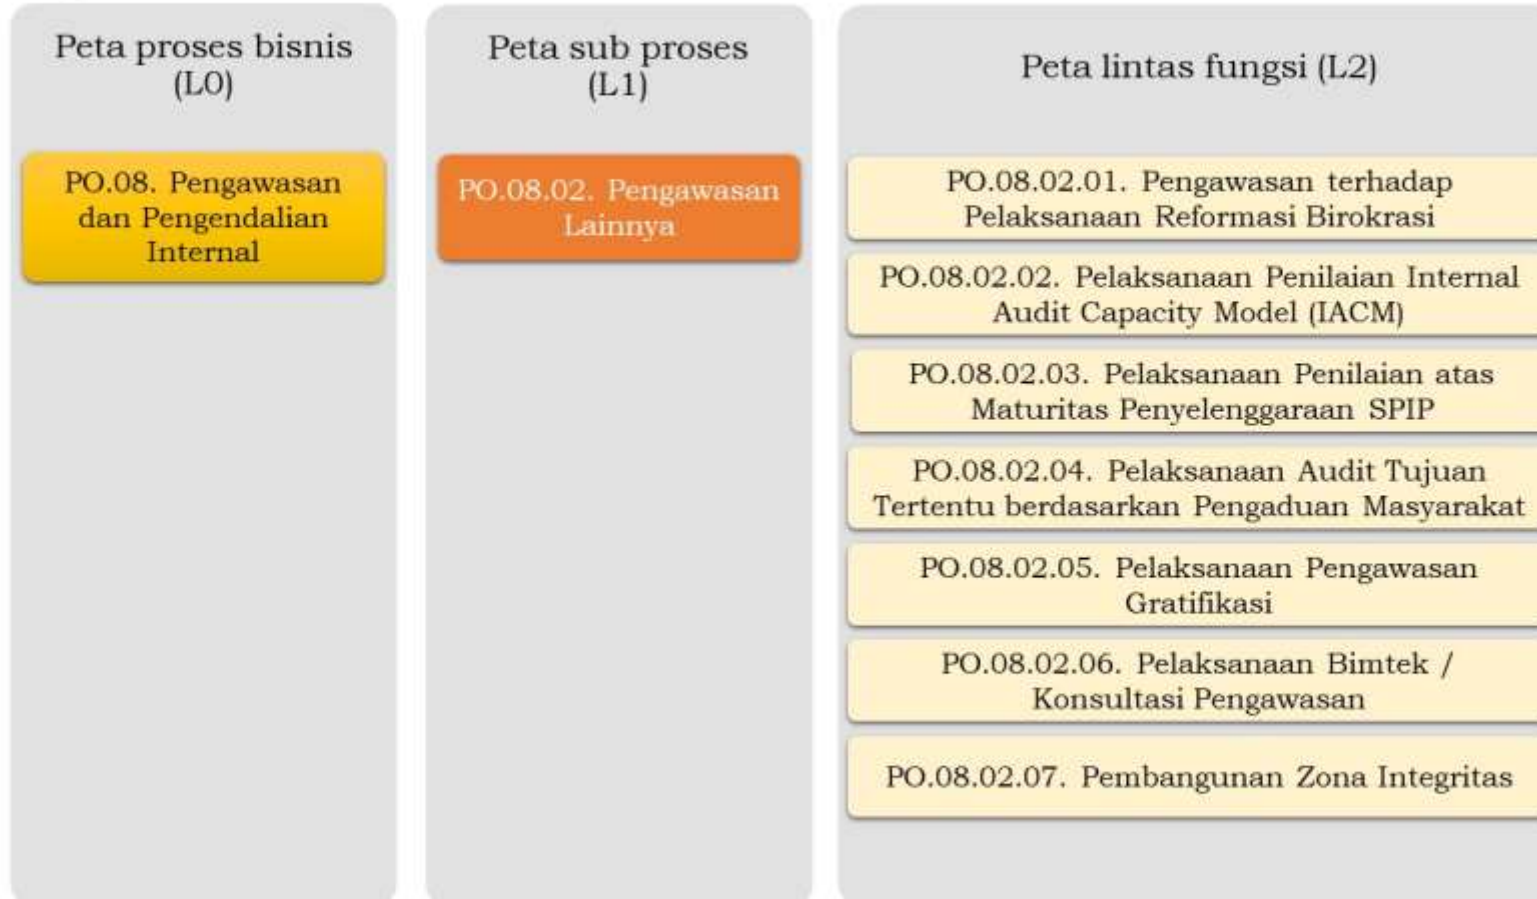 Peta proses bisnis
(L0)
PO.08. Pengawasan
dan Pengendalian
Internal
Peta sub proses
(L1)
PO.08.02. Pengawasan
Lainnya
Peta lintas fungsi (L2)
PO.08.02.01. Pengawasan terhadap
Pelaksanaan Reformasi Birokrasi
PO.08.02.02. Pelaksanaan Penilaian Internal
Audit Capacity Model (IACM)
PO.08.02.03. Pelaksanaan Penilaian atas
Maturitas Penyelenggaraan SPIP
PO.08.02.04. Pelaksanaan Audit Tujuan
Tertentu berdasarkan Pengaduan Masyarakat
PO.08.02.05. Pelaksanaan Pengawasan
Gratifikasi
PO.08.02.06. Pelaksanaan Bimtek /
Konsultasi Pengawasan
PO.08.02.07. Pembangunan Zona Integritas